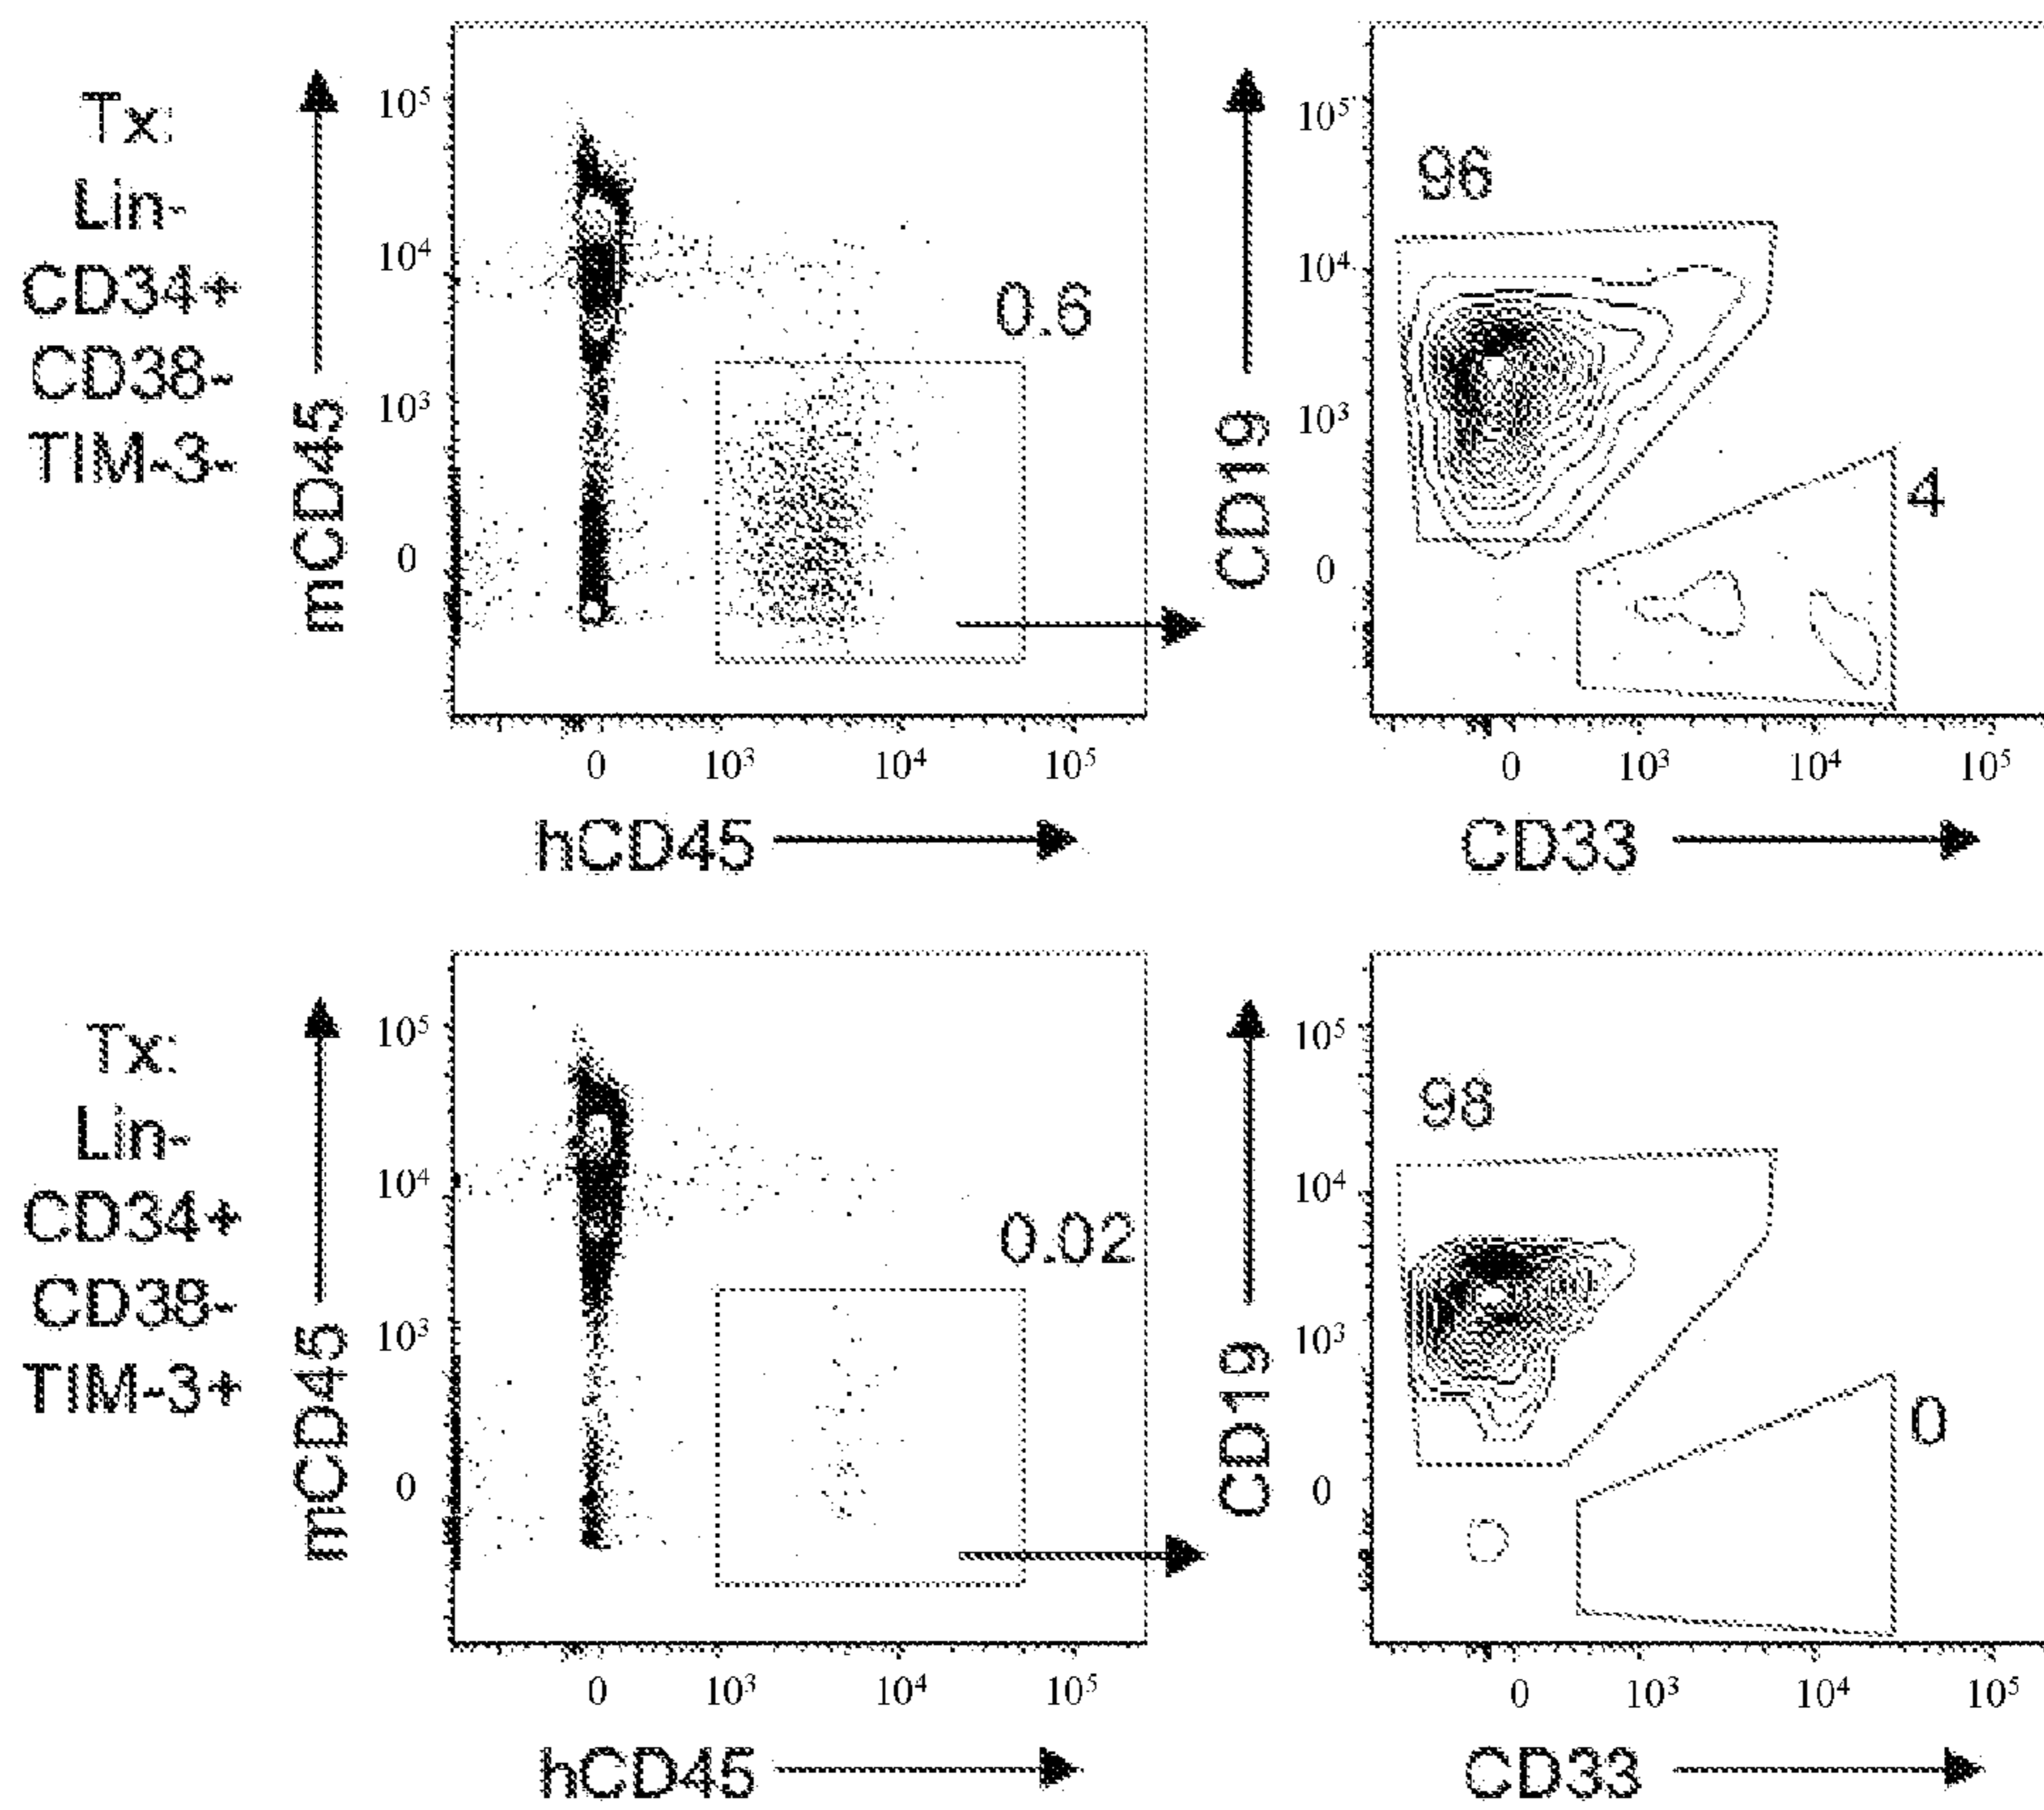 Tx:
Lin-
CD34+
CD38-
TIM-3-
mCD45
10⁵
10⁴
10³
0
0.6
0 10³ 10⁴ 10⁵
hCD45
CD19
10⁵
10⁴
10³
0
96
4
0 10³ 10⁴ 10⁵
CD33
Tx:
Lin-
CD34+
CD38-
TIM-3+
mCD45
10⁵
10⁴
10³
0
0.02
0 10³ 10⁴ 10⁵
hCD45
CD19
10⁵
10⁴
10³
0
98
0
0 10³ 10⁴ 10⁵
CD33